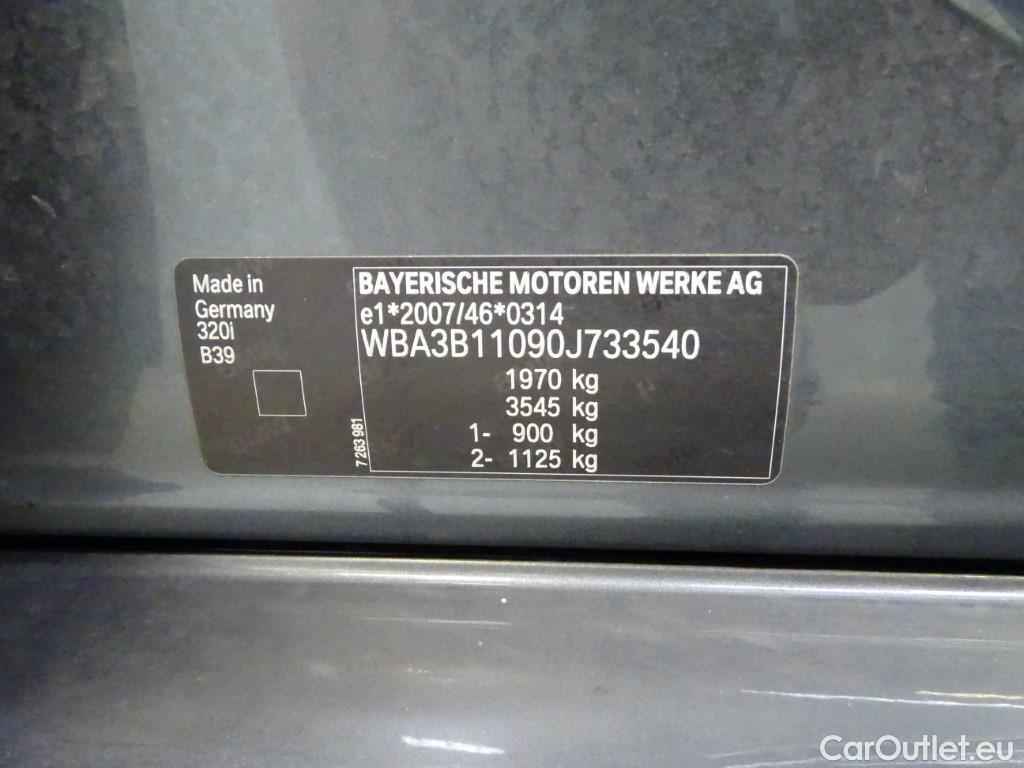 Made in
Germany
320i
B39
7 263 981
BAYERISCHE MOTOREN WERKE AG
e1*2007/46*0314
WBA3B11090J733540
1970 kg
3545 kg
1- 900 kg
2- 1125 kg
CarOutlet.eu